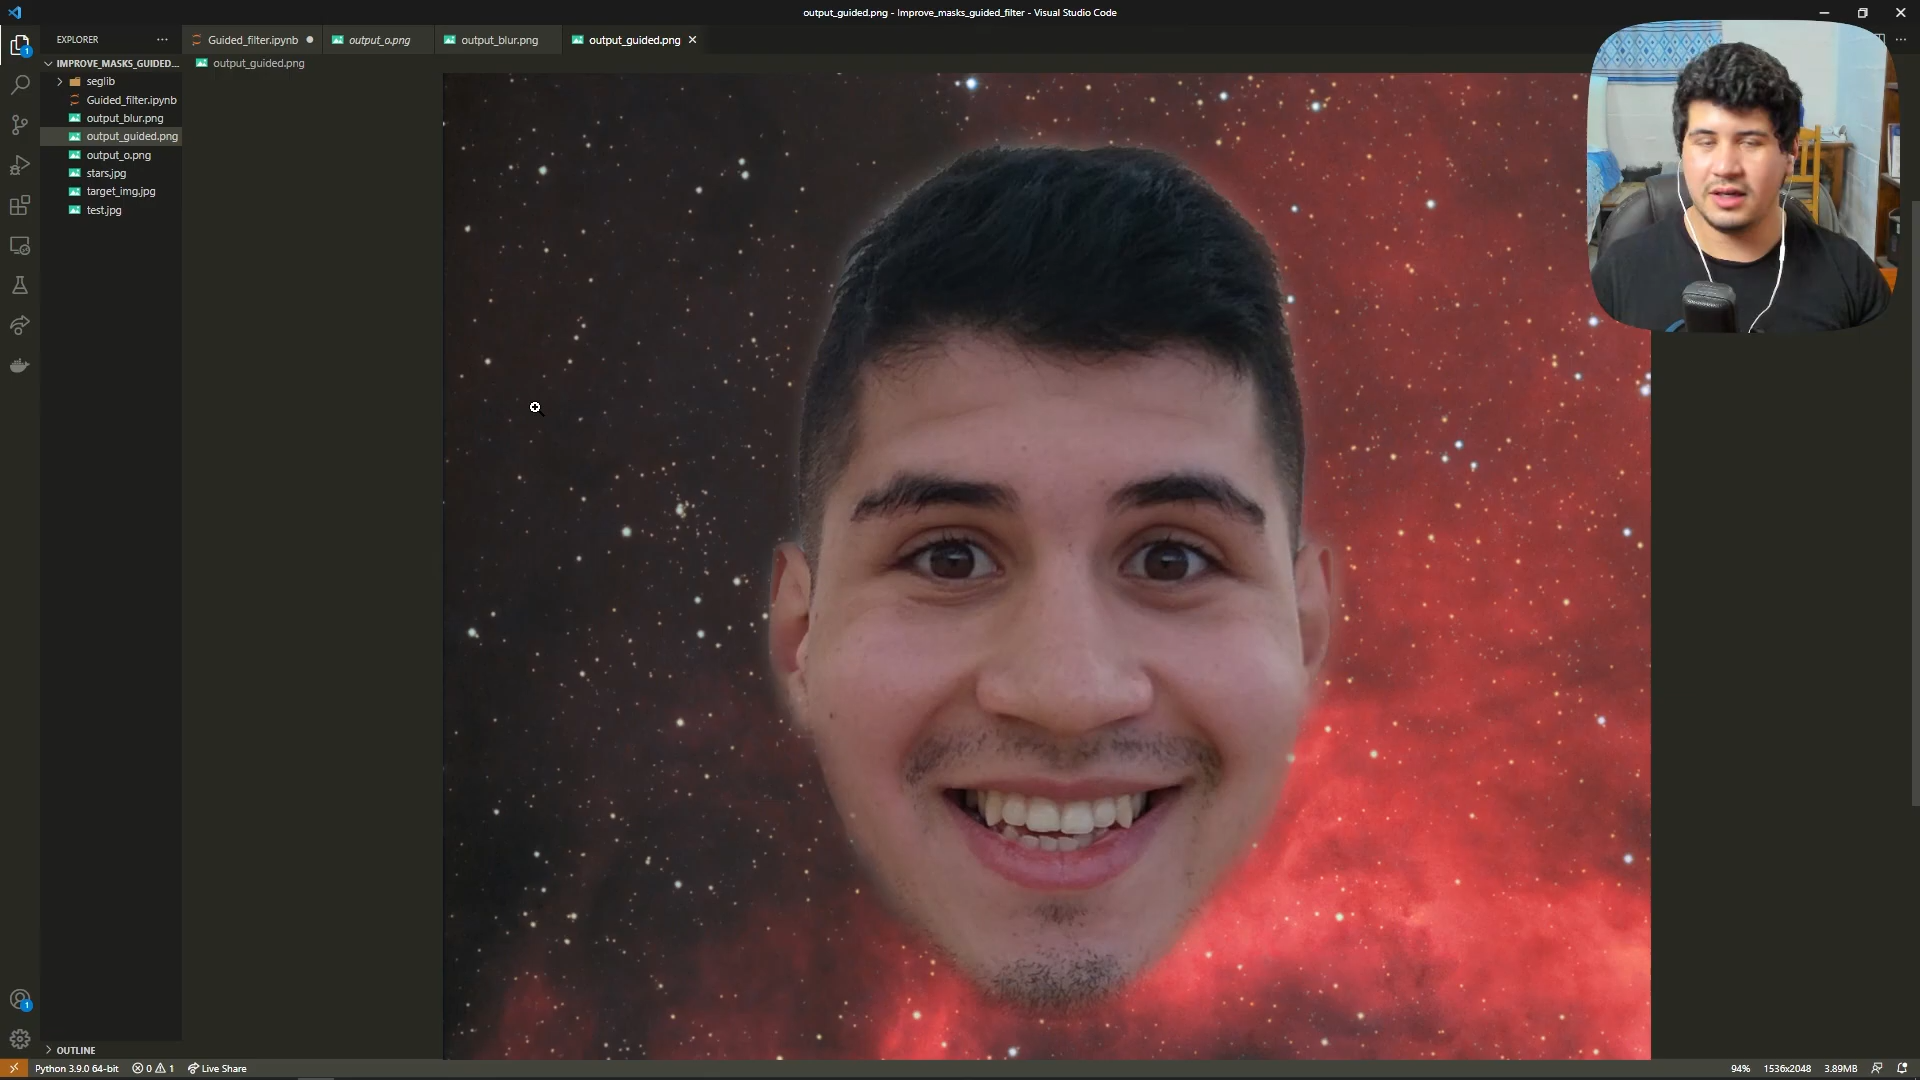 output_guided.png - Improve_masks_guided_filter - Visual Studio Code
EXPLORER
Guided_filter.ipynb
output_o.png
output_blur.png
output_guided.png
IMPROVE_MASKS_GUIDED...
output_guided.png
seglib
Guided_filter.ipynb
output_blur.png
output_guided.png
output_o.png
stars.jpg
target_img.jpg
test.jpg
1
1
OUTLINE
Python 3.9.0 64-bit
0
1
Live Share
94%
1536x2048
3.89MB